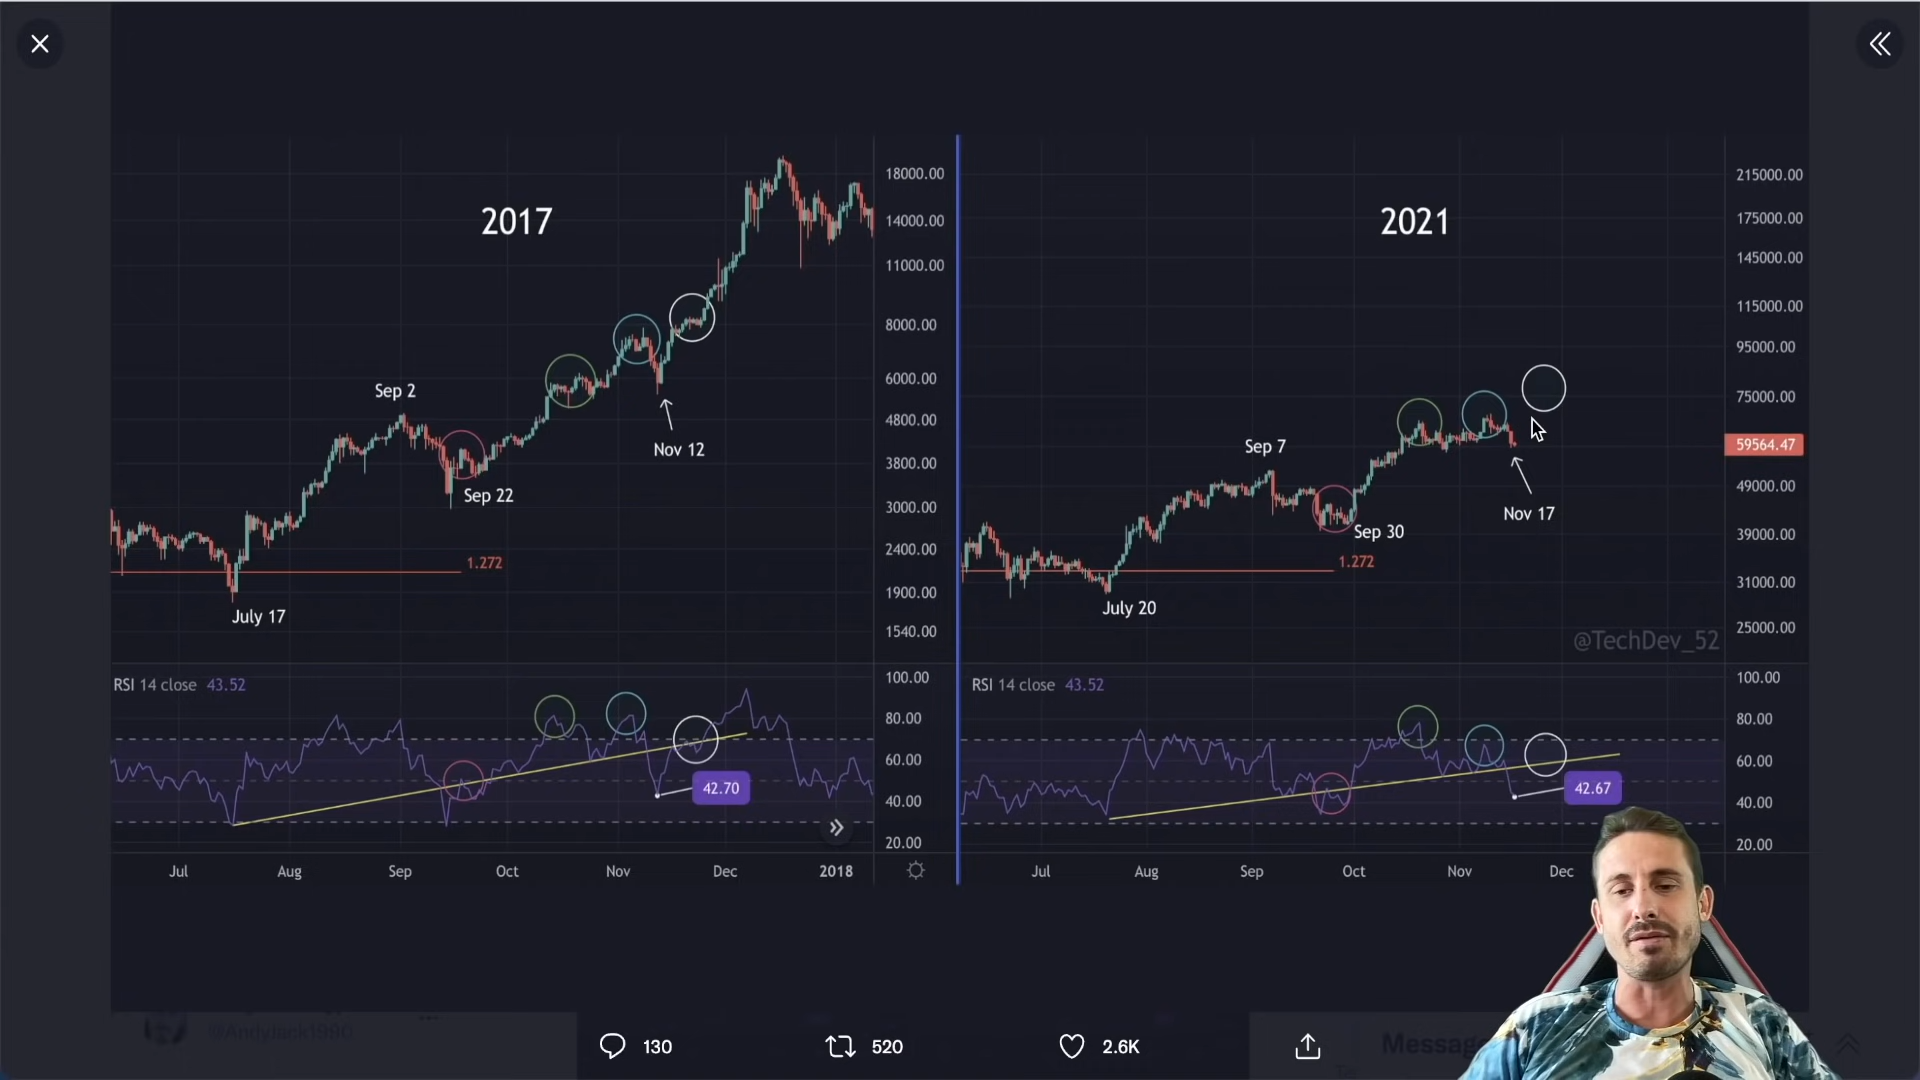 2017
18000.00
14000.00
11000.00
8000.00
6000.00
4800.00
3800.00
3000.00
2400.00
1900.00
1540.00
Sep 2
Sep 22
Nov 12
1.272
July 17
RSI 14 close 43.52
42.70
100.00
80.00
60.00
40.00
20.00
Jul Aug Sep Oct Nov Dec 2018
2021
215000.00
175000.00
145000.00
115000.00
95000.00
75000.00
59564.47
49000.00
39000.00
31000.00
25000.00
Sep 7
Sep 30
Nov 17
1.272
July 20
@TechDev_52
RSI 14 close 43.52
42.67
100.00
80.00
60.00
40.00
20.00
Jul Aug Sep Oct Nov Dec
130 520 2.6K